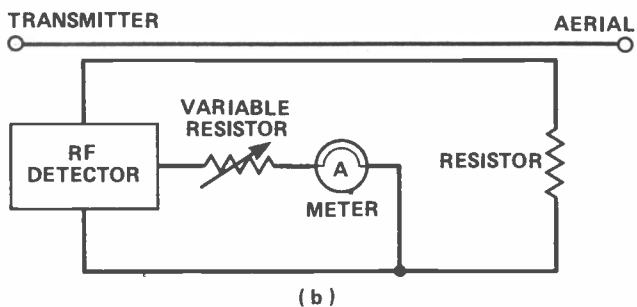 TRANSMITTER
AERIAL
VARIABLE
RESISTOR
RF
DETECTOR
A
METER
RESISTOR
(b)